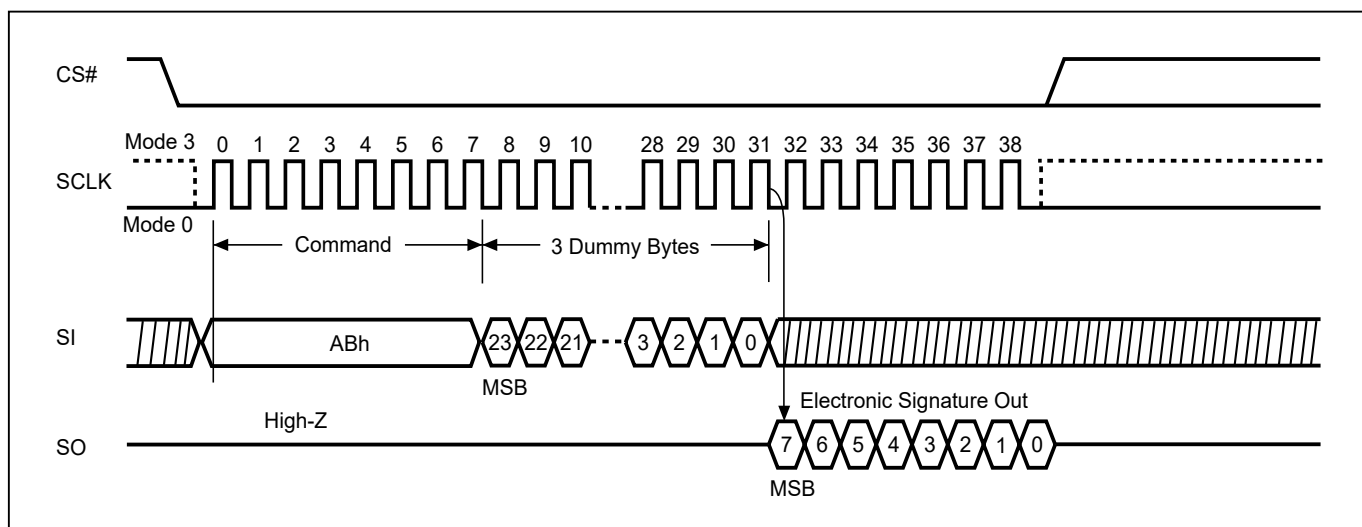 CS#
Mode 3 0 1 2 3 4 5 6 7 8 9 10 28 29 30 31 32 33 34 35 36 37 38
SCLK
Mode 0
Command 3 Dummy Bytes
SI ABh 23 22 21 3 2 1 0
MSB
High-Z Electronic Signature Out
SO 7 6 5 4 3 2 1 0
MSB